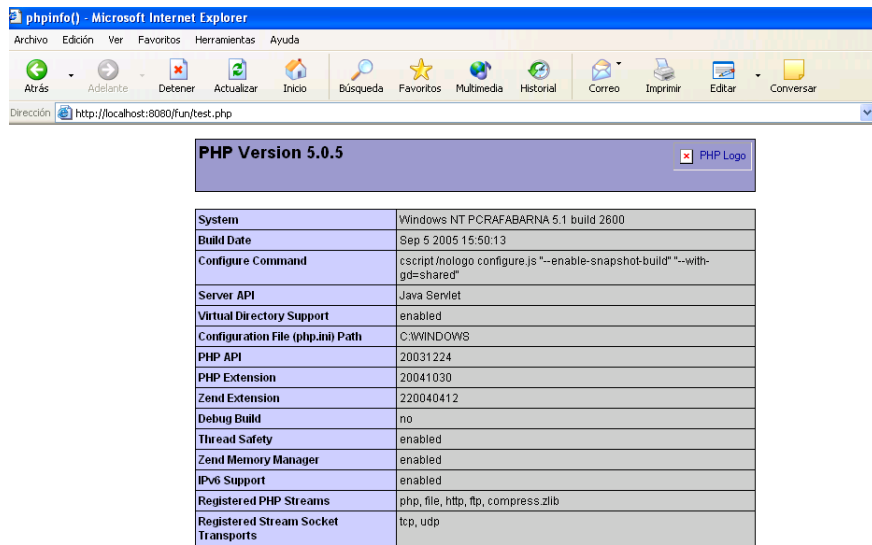 phpinfo() - Microsoft Internet Explorer
Archivo Edición Ver Favoritos Herramientas Ayuda
Atrás Adelante Detener Actualizar Inicio Búsqueda Favoritos Multimedia Historial Correo Imprimir Editar Conversar
Dirección http://localhost:8080/fun/test.php
PHP Version 5.0.5 PHP Logo
System Windows NT PCRAFABARNA 5.1 build 2600
Build Date Sep 5 2005 15:50:13
Configure Command cscript /nologo configure.js "--enable-snapshot-build" "--with-
gd=shared"
Server API Java Servlet
Virtual Directory Support enabled
Configuration File (php.ini) Path C:\WINDOWS
PHP API 20031224
PHP Extension 20041030
Zend Extension 220040412
Debug Build no
Thread Safety enabled
Zend Memory Manager enabled
IPv6 Support enabled
Registered PHP Streams php, file, http, ftp, compress.zlib
Registered Stream Socket tcp, udp
Transports